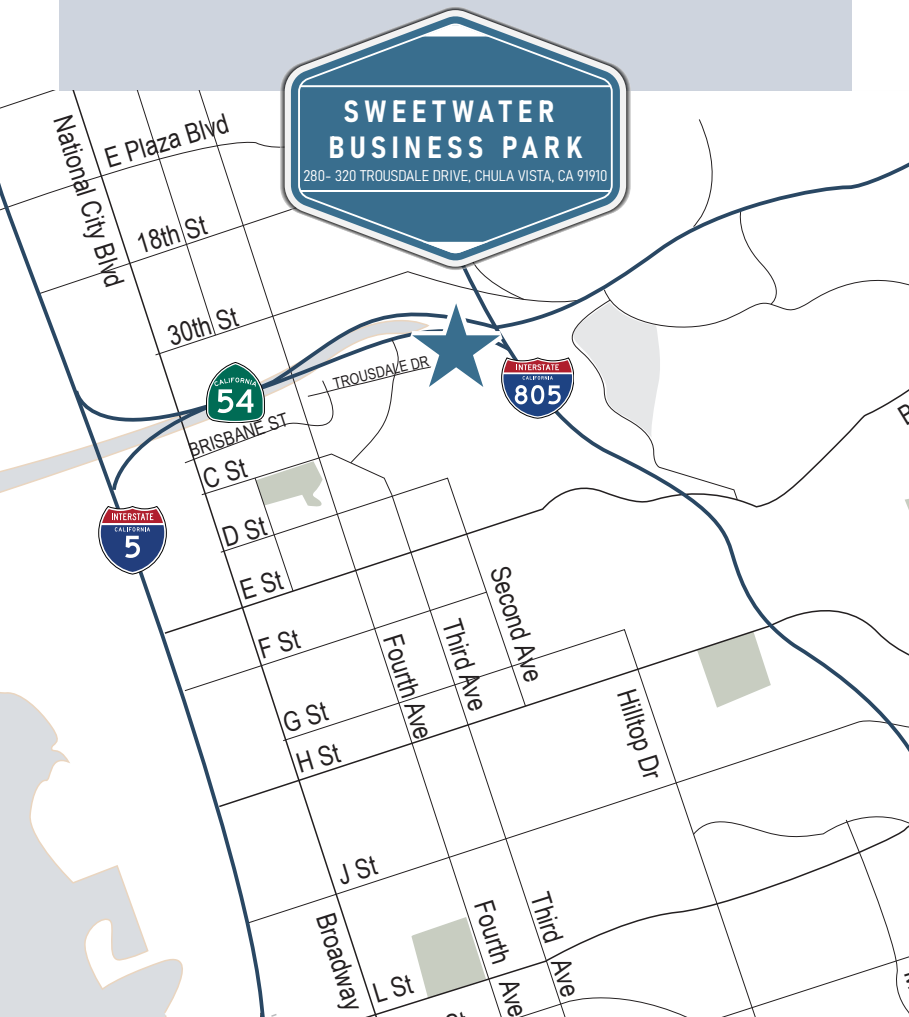 SWEETWATER
BUSINESS PARK
280- 320 TROUSDALE DRIVE, CHULA VISTA, CA 91910
National City Blvd
E Plaza Blvd
18th St
30th St
TROUSDALE DR
CALIFORNIA
54
INTERSTATE
CALIFORNIA
805
BRISBANE ST
C St
INTERSTATE
CALIFORNIA
5
D St
E St
F St
Second Ave
Third Ave
Fourth Ave
G St
H St
Hilltop Dr
J St
Broadway
Fourth Ave
Third Ave
L St